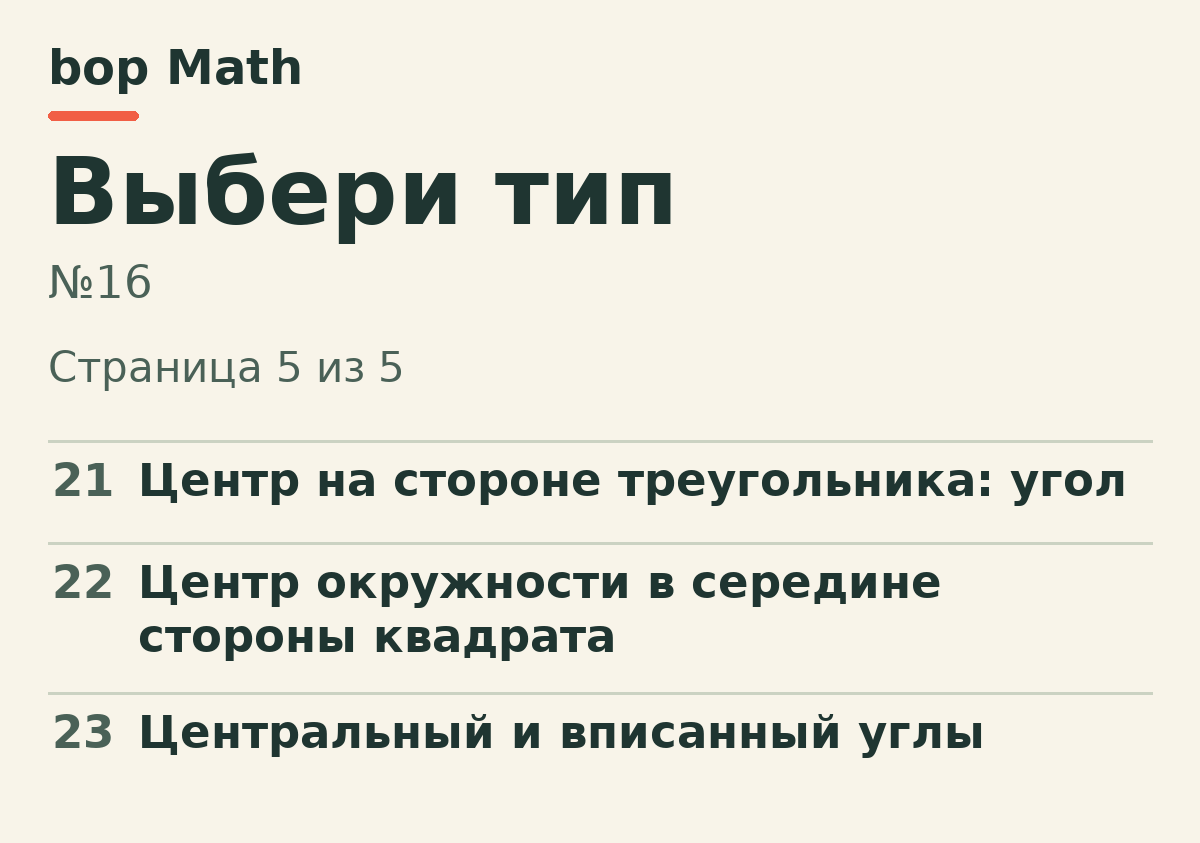 bop Math
Выбери тип
№16
Страница 5 из 5
21 Центр на стороне треугольника: угол
22 Центр окружности в середине
стороны квадрата
23 Центральный и вписанный углы